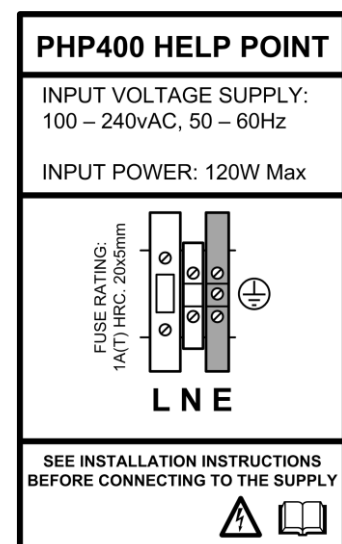 PHP400 HELP POINT
INPUT VOLTAGE SUPPLY:
100 – 240vAC, 50 – 60Hz
INPUT POWER: 120W Max
FUSE RATING:
1A(T) HRC. 20x5mm
L N E
SEE INSTALLATION INSTRUCTIONS
BEFORE CONNECTING TO THE SUPPLY